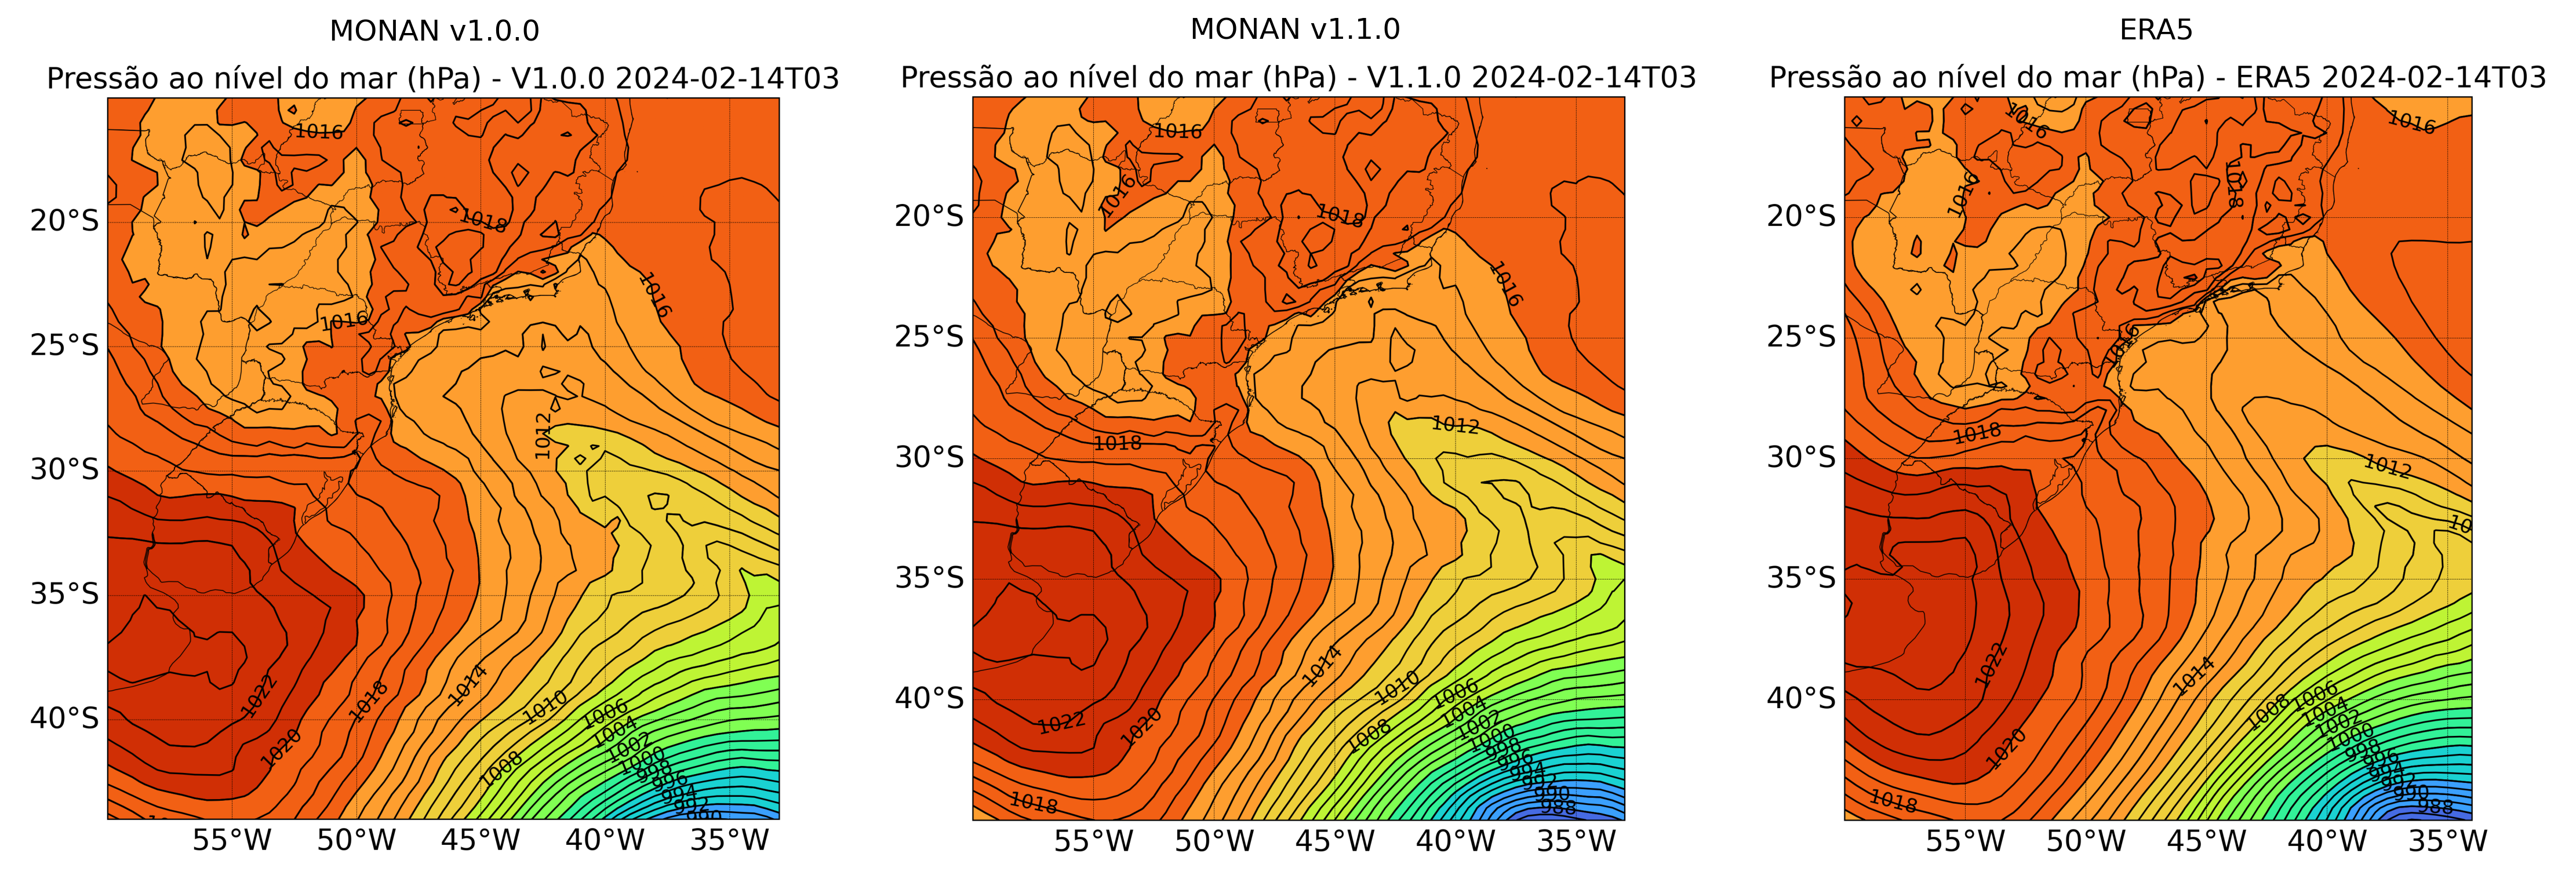 MONAN v1.0.0
Pressão ao nível do mar (hPa) - V1.0.0 2024-02-14T03
1016
1018
1016
1016
1012
1022
1018
1014
1010
1006
1004
1002
1000
998
996
994
992
990
1008
1020
20°S
25°S
30°S
35°S
40°S
55°W
50°W
45°W
40°W
35°W
MONAN v1.1.0
Pressão ao nível do mar (hPa) - V1.1.0 2024-02-14T03
1016
1016
1018
1016
1012
1018
1014
1010
1006
1004
1002
1000
998
996
994
992
990
988
1008
1022
1020
1018
20°S
25°S
30°S
35°S
40°S
55°W
50°W
45°W
40°W
35°W
ERA5
Pressão ao nível do mar (hPa) - ERA5 2024-02-14T03
1016
1016
1016
1018
1016
1018
1012
10
1022
1014
1008
1006
1004
1002
1000
998
996
994
992
990
988
1020
1018
20°S
25°S
30°S
35°S
40°S
55°W
50°W
45°W
40°W
35°W